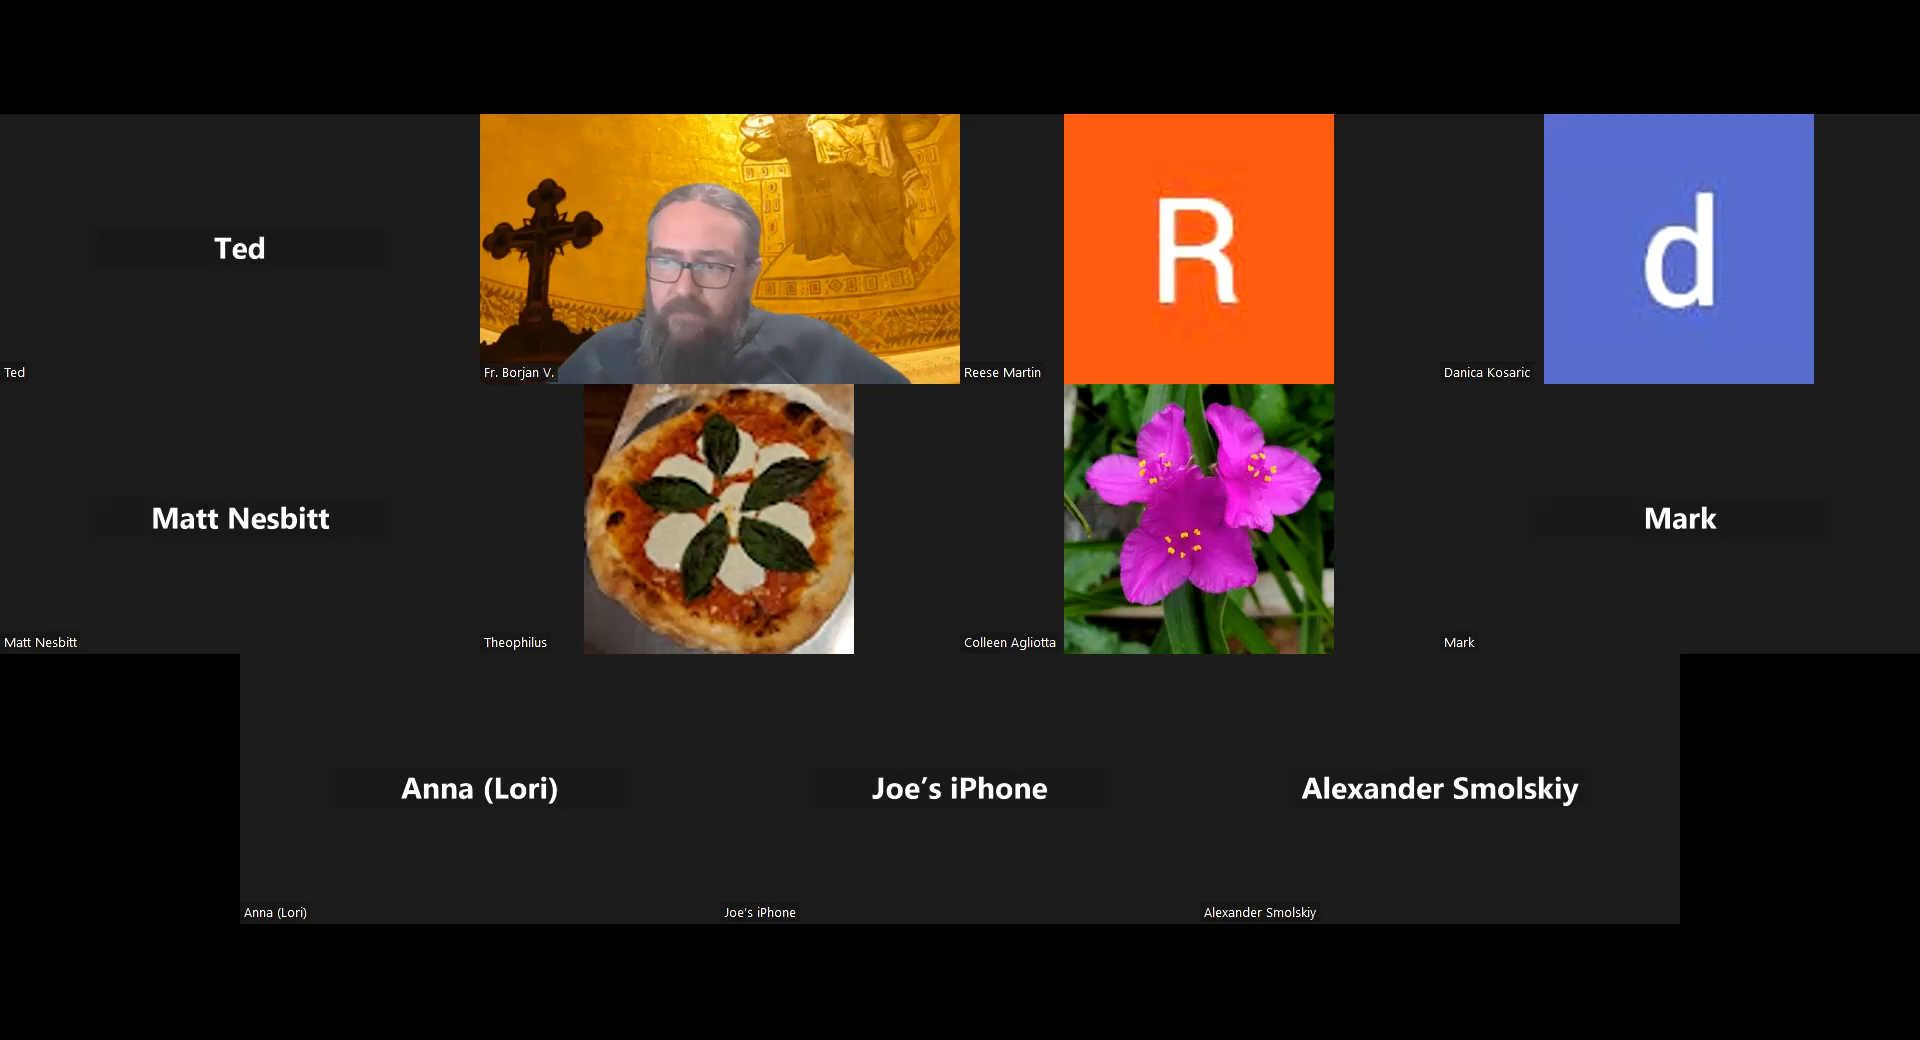 Ted
Ted
Fr. Borjan V.
R
Reese Martin
d
Danica Kosaric
Matt Nesbitt
Matt Nesbitt
Theophilus
Colleen Agliotta
Mark
Mark
Anna (Lori)
Anna (Lori)
Joe’s iPhone
Joe's iPhone
Alexander Smolskiy
Alexander Smolskiy